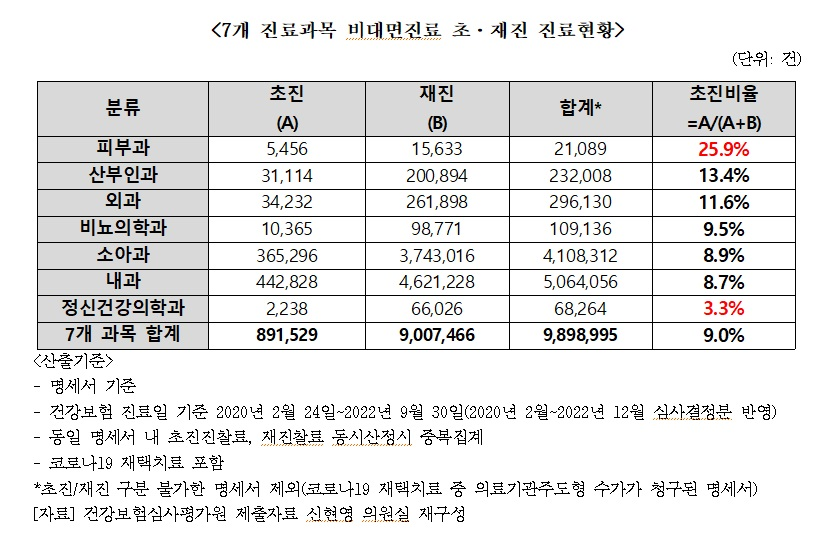 <7개 진료과목 비대면진료 초·재진 진료현황>
(단위: 건)
분류 초진 (A) 재진 (B) 합계* 초진비율 =A/(A+B)
피부과 5,456 15,633 21,089 25.9%
산부인과 31,114 200,894 232,008 13.4%
외과 34,232 261,898 296,130 11.6%
비뇨의학과 10,365 98,771 109,136 9.5%
소아과 365,296 3,743,016 4,108,312 8.9%
내과 442,828 4,621,228 5,064,056 8.7%
정신건강의학과 2,238 66,026 68,264 3.3%
7개 과목 합계 891,529 9,007,466 9,898,995 9.0%
<산출기준>
- 명세서 기준
- 건강보험 진료일 기준 2020년 2월 24일~2022년 9월 30일(2020년 2월~2022년 12월 심사결정분 반영)
- 동일 명세서 내 초진진찰료, 재진찰료 동시산정시 중복집계
- 코로나19 재택치료 포함
*초진/재진 구분 불가한 명세서 제외(코로나19 재택치료 중 의료기관주도형 수가가 청구된 명세서)
[자료] 건강보험심사평가원 제출자료 신현영 의원실 재구성